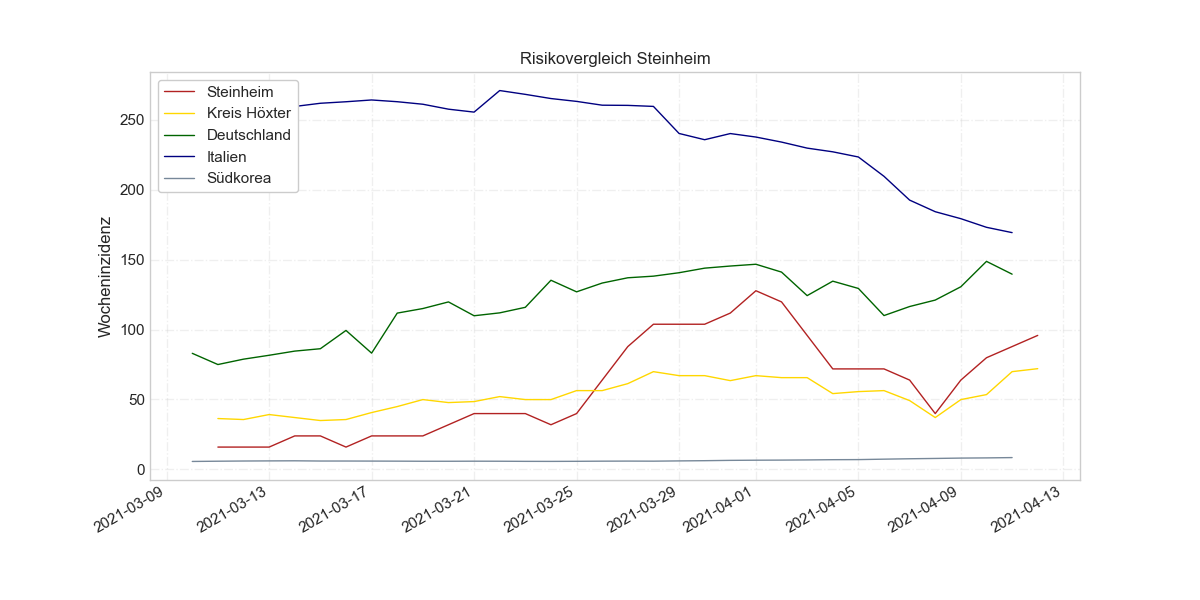 Risikovergleich Steinheim
Steinheim
Kreis Höxter
Deutschland
Italien
Südkorea
Wocheninzidenz
250
200
150
100
50
0
2021-03-09
2021-03-13
2021-03-17
2021-03-21
2021-03-25
2021-03-29
2021-04-01
2021-04-05
2021-04-09
2021-04-13